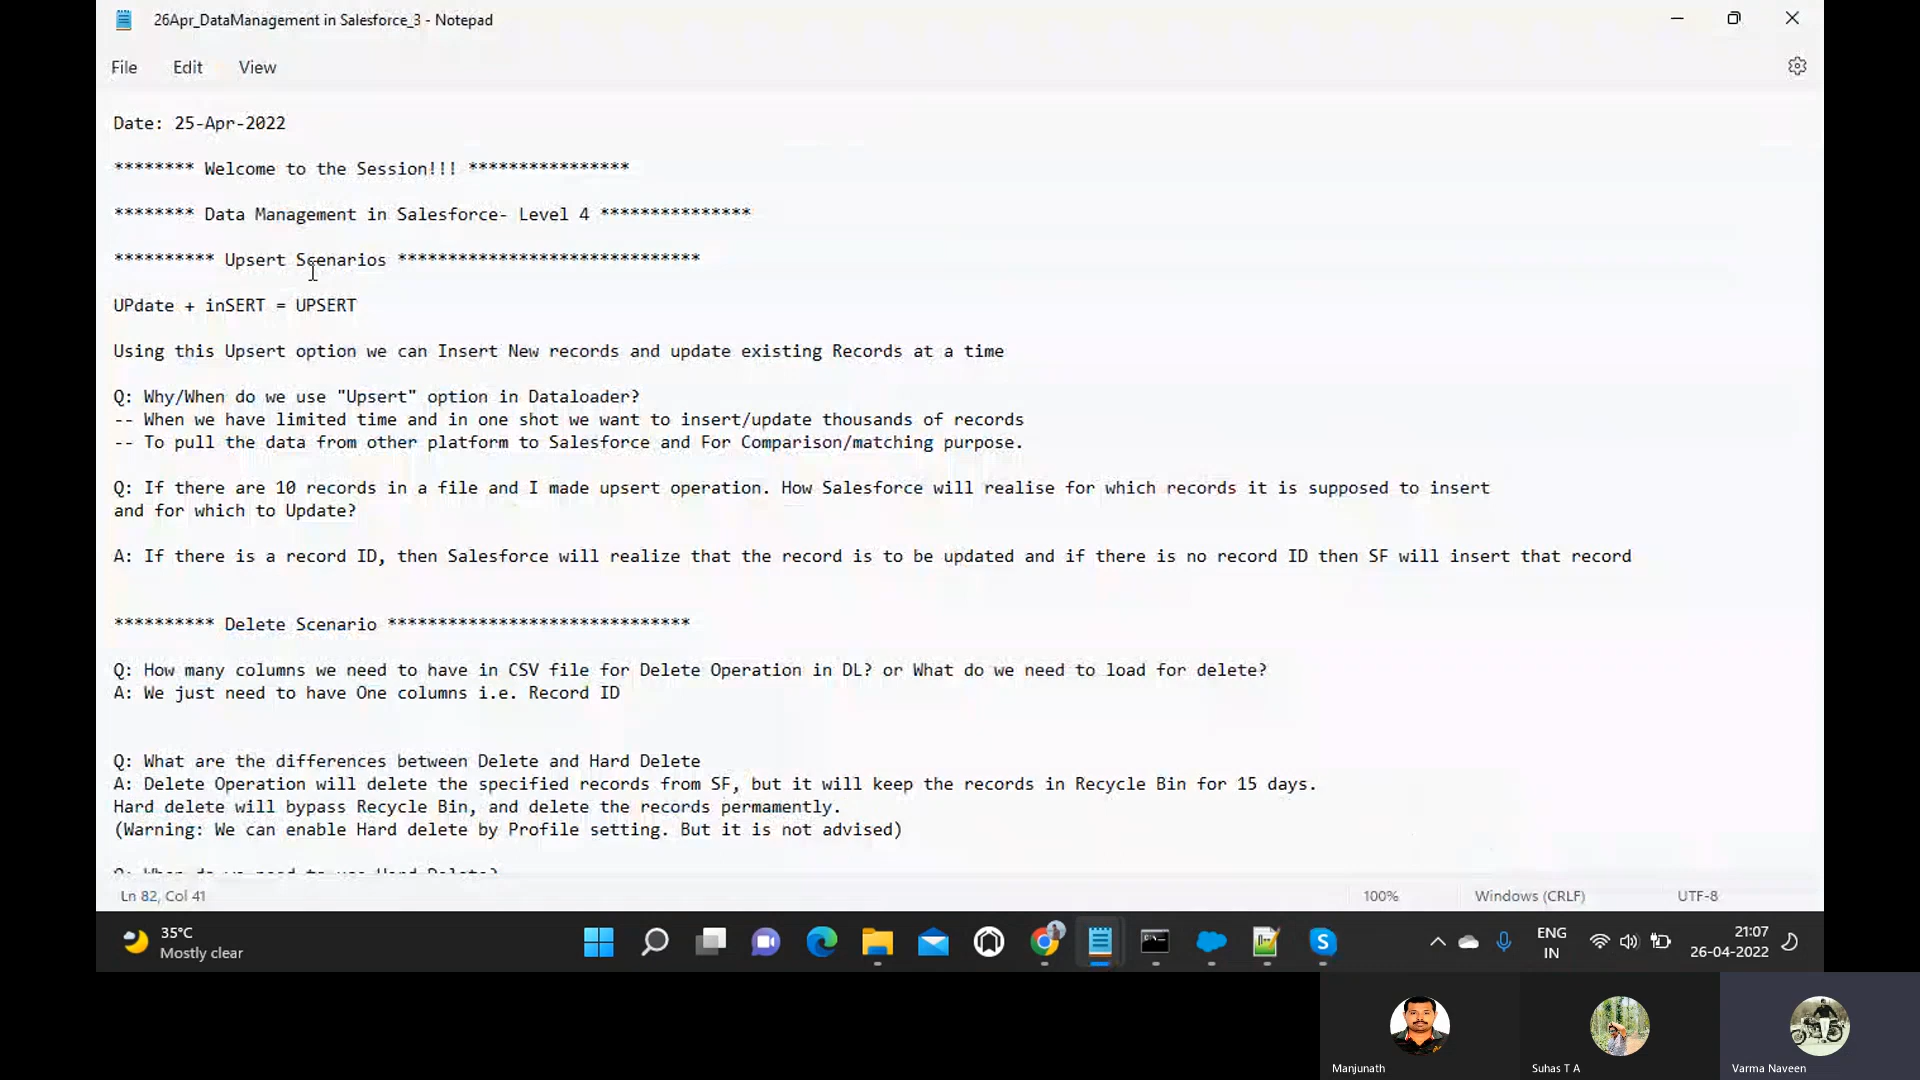 26Apr_DataManagement in Salesforce_3 - Notepad
File Edit View
Date: 25-Apr-2022
******** Welcome to the Session!!! ****************
******** Data Management in Salesforce- Level 4 ***************
********** Upsert Scenarios ******************************
UPdate + inSERT = UPSERT
Using this Upsert option we can Insert New records and update existing Records at a time
Q: Why/When do we use "Upsert" option in Dataloader?
-- When we have limited time and in one shot we want to insert/update thousands of records
-- To pull the data from other platform to Salesforce and For Comparison/matching purpose.
Q: If there are 10 records in a file and I made upsert operation. How Salesforce will realise for which records it is supposed to insert
and for which to Update?
A: If there is a record ID, then Salesforce will realize that the record is to be updated and if there is no record ID then SF will insert that record
********** Delete Scenario ******************************
Q: How many columns we need to have in CSV file for Delete Operation in DL? or What do we need to load for delete?
A: We just need to have One columns i.e. Record ID
Q: What are the differences between Delete and Hard Delete
A: Delete Operation will delete the specified records from SF, but it will keep the records in Recycle Bin for 15 days.
Hard delete will bypass Recycle Bin, and delete the records permamently.
(Warning: We can enable Hard delete by Profile setting. But it is not advised)
Q: When do we need to use Hard Delete?
Ln 82, Col 41 100% Windows (CRLF) UTF-8
35°C
Mostly clear
ENG
IN
21:07
26-04-2022
Manjunath
Suhas T A
Varma Naveen